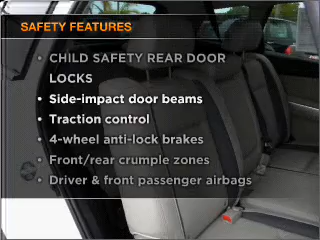 SAFETY FEATURES
• CHILD SAFETY REAR DOOR
LOCKS
• Side-impact door beams
• Traction control
• 4-wheel anti-lock brakes
• Front/rear crumple zones
• Driver & front passenger airbags